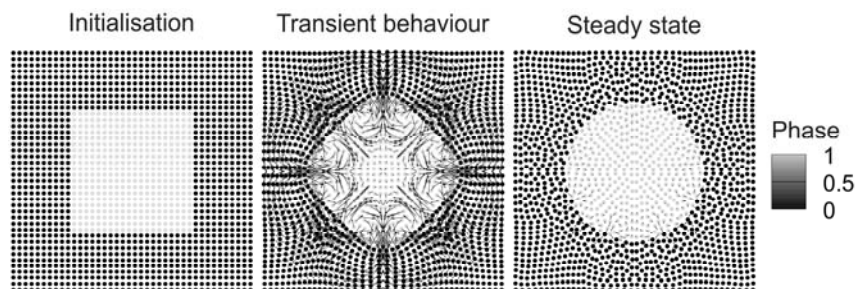 Initialisation
Transient behaviour
Steady state
Phase
1
0.5
0